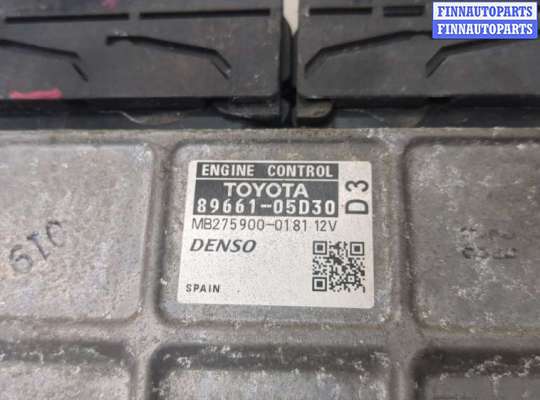 FINNAUTOPARTS
FINNAUTOPARTS
ENGINE CONTROL
TOYOTA
89661-05D30
D3
MB275900-0181 12V
DENSO
SPAIN